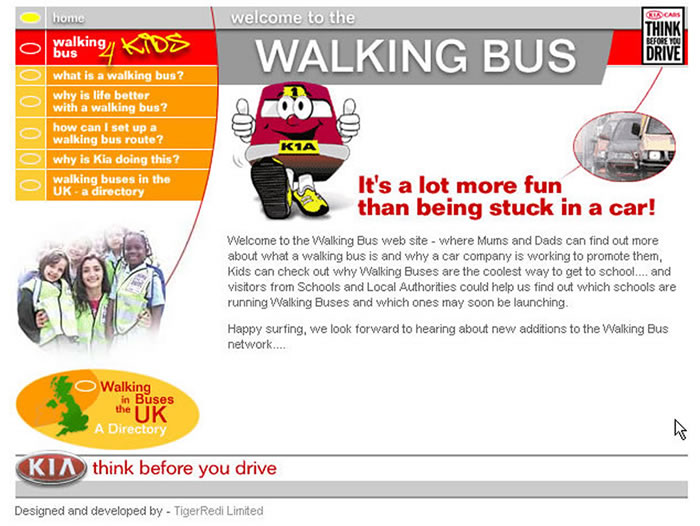 home
walking
bus 4 KIDS
what is a walking bus?
why is life better
with a walking bus?
how can I set up a
walking bus route?
why is Kia doing this?
walking buses in the
UK - a directory
welcome to the
WALKING BUS
KIA-CARS
THINK
BEFORE YOU
DRIVE
1
K1A
It's a lot more fun
than being stuck in a car!
Welcome to the Walking Bus web site - where Mums and Dads can find out more
about what a walking bus is and why a car company is working to promote them,
Kids can check out why Walking Buses are the coolest way to get to school.... and
visitors from Schools and Local Authorities could help us find out which schools are
running Walking Buses and which ones may soon be launching.
Happy surfing, we look forward to hearing about new additions to the Walking Bus
network....
Walking
in Buses
the UK
A Directory
KIA think before you drive
Designed and developed by - TigerRedi Limited